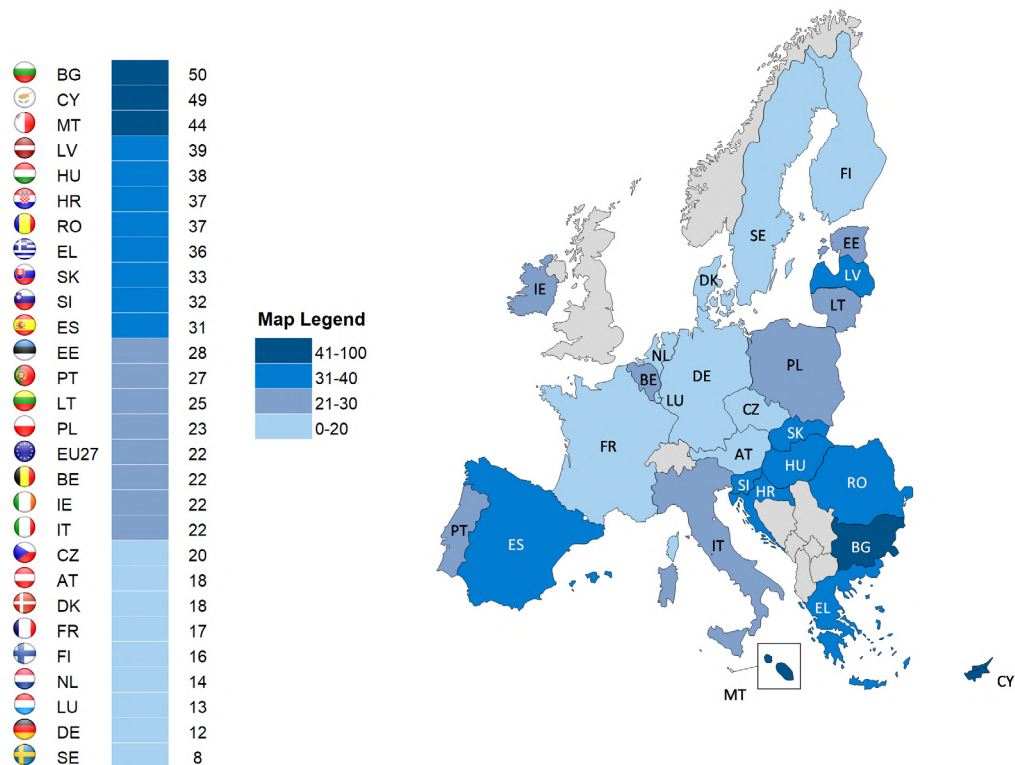 BG 50
CY 49
MT 44
LV 39
HU 38
HR 37
RO 37
EL 36
SK 33
SI 32
ES 31
EE 28
PT 27
LT 25
PL 23
EU27 22
BE 22
IE 22
IT 22
CZ 20
AT 18
DK 18
FR 17
FI 16
NL 14
LU 13
DE 12
SE 8
Map Legend
41-100
31-40
21-30
0-20
FI
SE
EE
LV
DK
IE
LT
NL
PL
BE
DE
LU
CZ
SK
FR
AT
HU
SI
HR
RO
PT
ES
IT
BG
EL
MT
CY